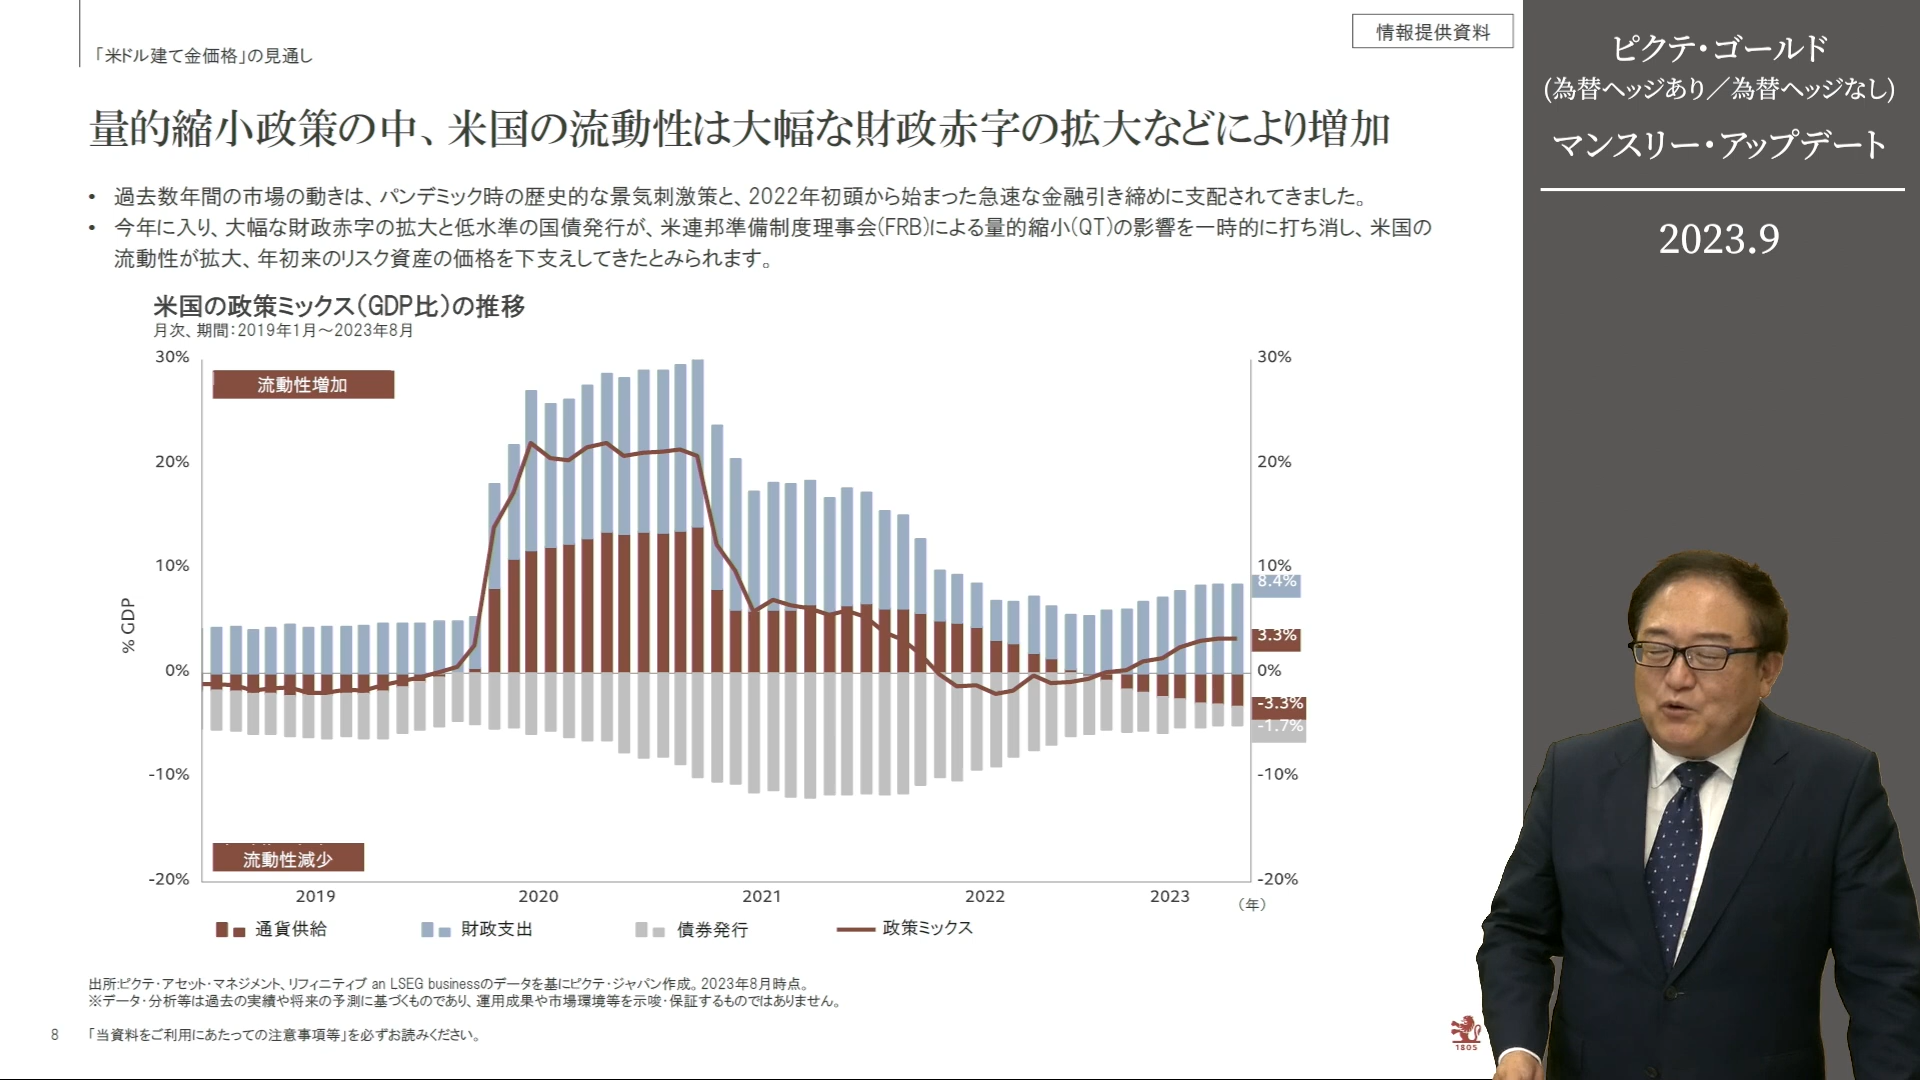 「米ドル建て金価格」の見通し
情報提供資料
量的縮小政策の中、米国の流動性は大幅な財政赤字の拡大などにより増加
• 過去数年間の市場の動きは、パンデミック時の歴史的な景気刺激策と、2022年初頭から始まった急速な金融引き締めに支配されてきました。
• 今年に入り、大幅な財政赤字の拡大と低水準の国債発行が、米連邦準備制度理事会(FRB)による量的縮小(QT)の影響を一時的に打ち消し、米国の
流動性が拡大、年初来のリスク資産の価格を下支えしてきたとみられます。
米国の政策ミックス（GDP比）の推移
月次、期間：2019年1月～2023年8月
30%
20%
10%
0%
-10%
-20%
% GDP
流動性増加
流動性減少
30%
20%
10%
8.4%
3.3%
0%
-3.3%
-1.7%
-10%
-20%
2019 2020 2021 2022 2023
（年）
通貨供給 財政支出 債券発行 政策ミックス
出所:ピクテ・アセット・マネジメント、リフィニティブ an LSEG businessのデータを基にピクテ・ジャパン作成。2023年8月時点。
※データ・分析等は過去の実績や将来の予測に基づくものであり、運用成果や市場環境等を示唆・保証するものではありません。
8 「当資料をご利用にあたっての注意事項等」を必ずお読みください。
1805
ピクテ・ゴールド
(為替ヘッジあり／為替ヘッジなし)
マンスリー・アップデート
2023.9